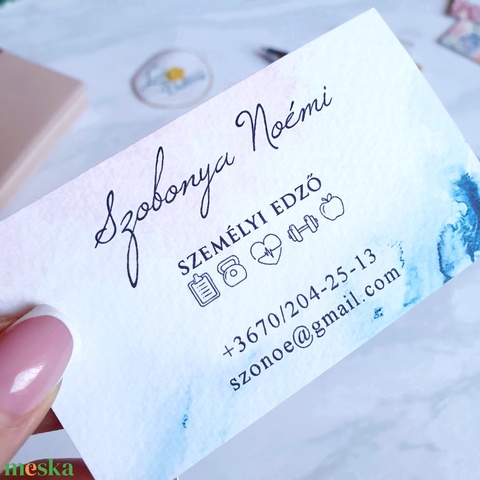 Szobonya Noémi
SZEMÉLYI EDZŐ
+3670/204-25-13
szonoe@gmail.com
meska